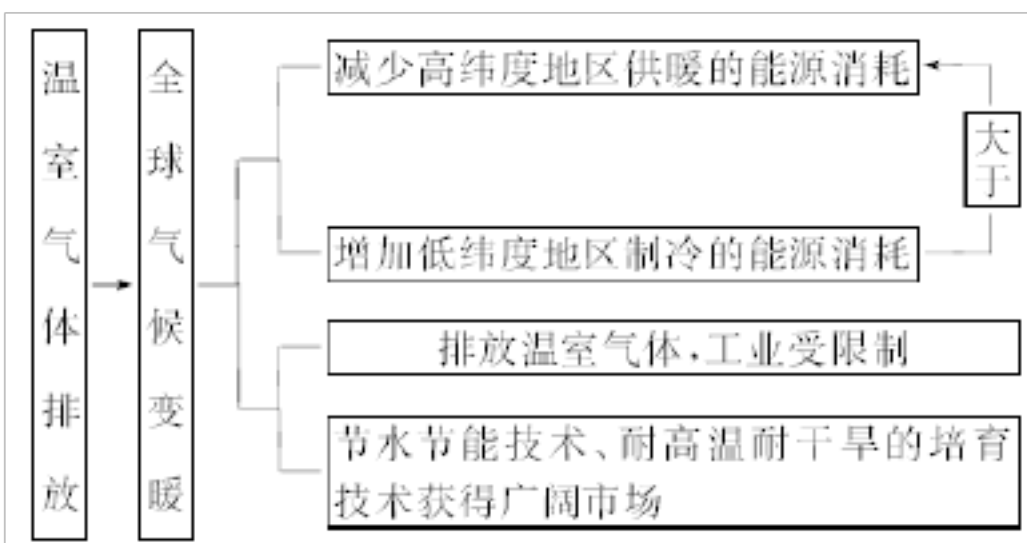 温室气体排放
全球气候变暖
减少高纬度地区供暖的能源消耗
大于
增加低纬度地区制冷的能源消耗
排放温室气体,工业受限制
节水节能技术、耐高温耐干旱的培育
技术获得广阔市场